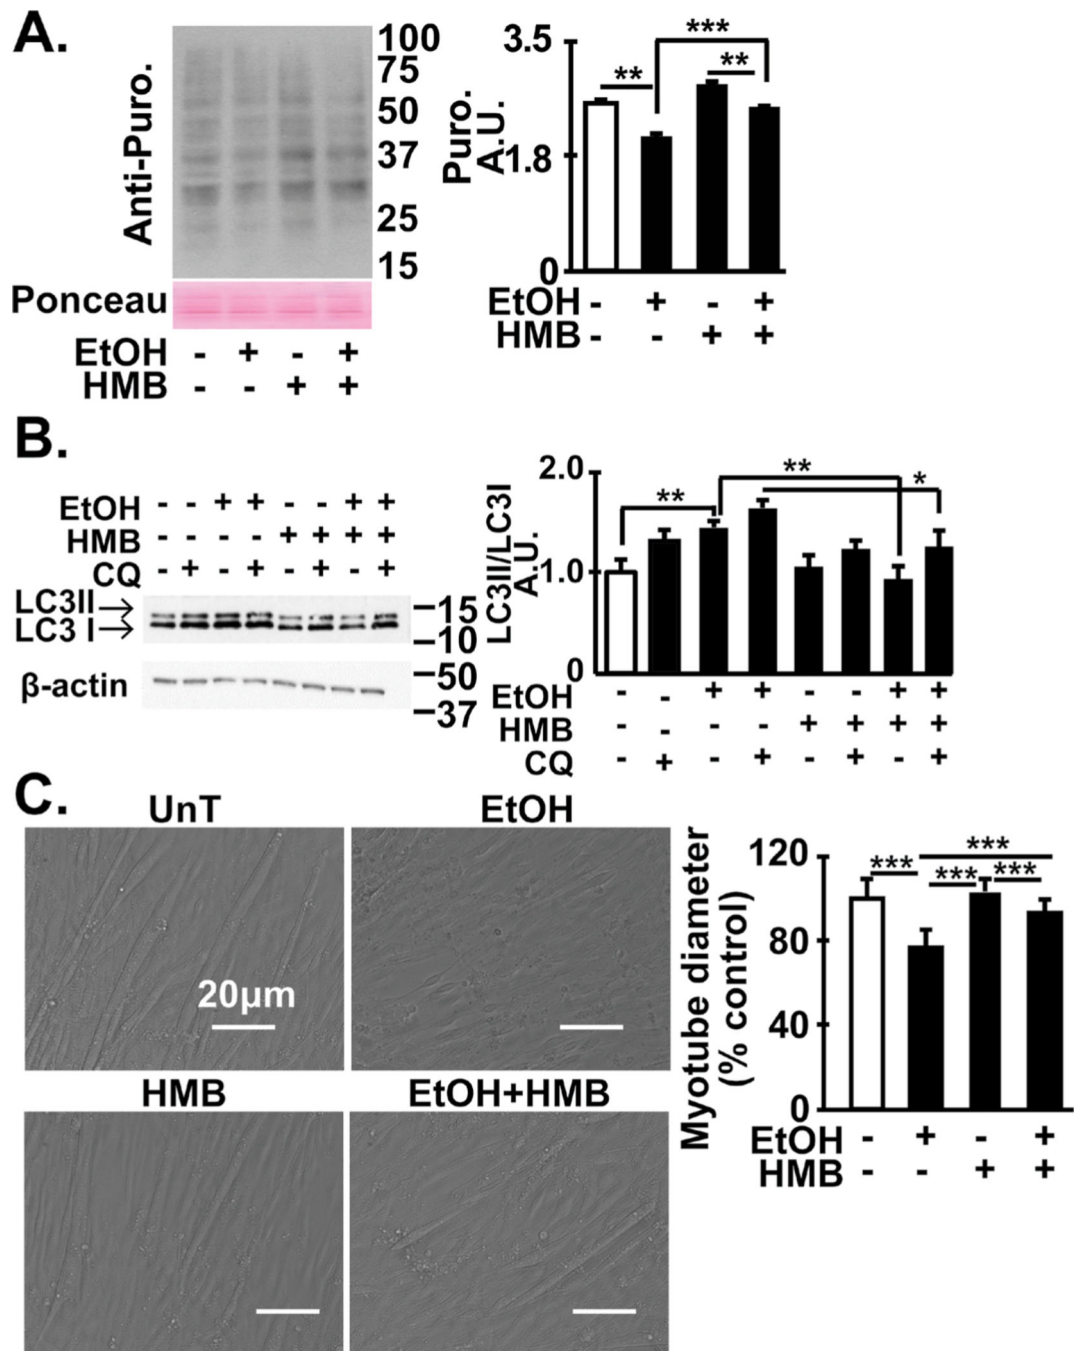 A.
Anti-Puro.
100
75
50
37
25
15
Ponceau
EtOH - + - +
HMB - - + +
Puro.
A.U.
3.5
1.8
0
** *** **
EtOH - + - +
HMB - - + +
B.
EtOH - - + + - - + +
HMB - - - - + + + +
CQ - + - + - + - +
LC3II
LC3 I
15
10
β-actin
50
37
LC3II/LC3I
A.U.
2.0
1.0
0
** ** *
EtOH - - + + - - + +
HMB - - - - + + + +
CQ - + - + - + - +
C.
UnT
EtOH
20µm
HMB
EtOH+HMB
Myotube diameter
(% control)
120
80
40
0
*** *** *** ***
EtOH - + - +
HMB - - + +